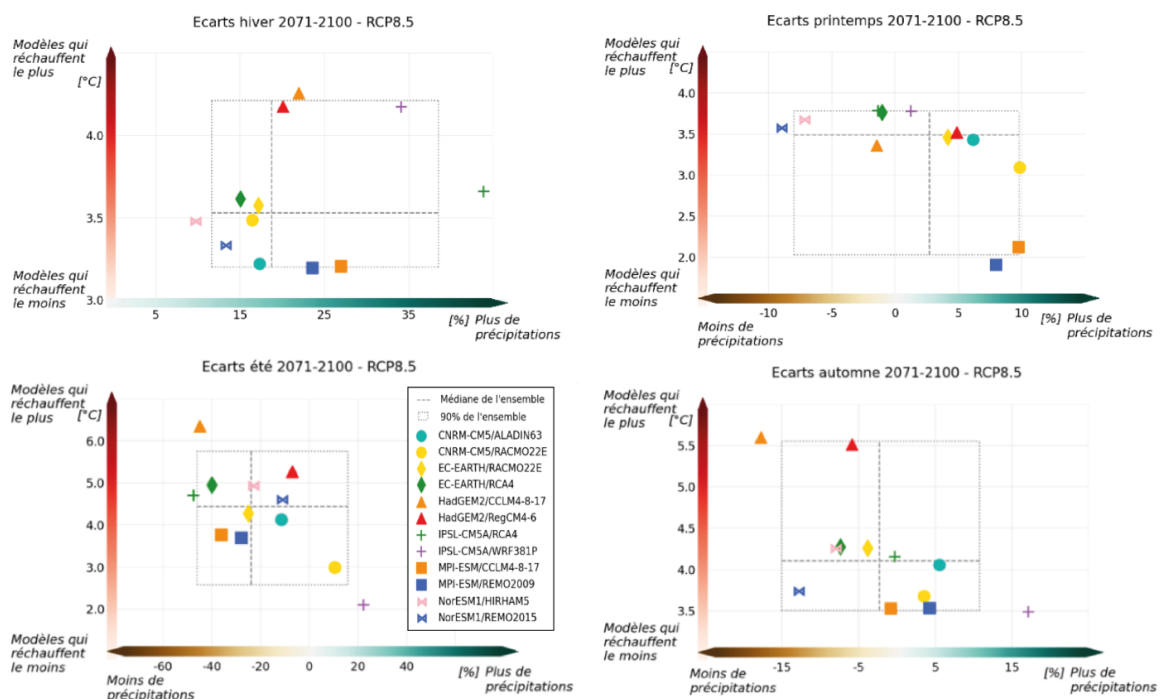 Ecarts hiver 2071-2100 - RCP8.5
Modèles qui
réchauffent
le plus
[°C]
4.0
3.5
Modèles qui
réchauffent
le moins
3.0
5
15
25
35
[%] Plus de
précipitations
Ecarts printemps 2071-2100 - RCP8.5
Modèles qui
réchauffent
le plus
[°C]
4.0
3.5
3.0
2.5
2.0
Modèles qui
réchauffent
le moins
-10
-5
0
5
10
Moins de
précipitations
[%] Plus de
précipitations
Ecarts été 2071-2100 - RCP8.5
Modèles qui
réchauffent
le plus
[°C]
6.0
5.0
4.0
3.0
2.0
Modèles qui
réchauffent
le moins
-60
-40
-20
0
20
40
Moins de
précipitations
[%] Plus de
précipitations
Médiane de l'ensemble
90% de l'ensemble
CNRM-CM5/ALADIN63
CNRM-CM5/RACMO22E
EC-EARTH/RACMO22E
EC-EARTH/RCA4
HadGEM2/CCLM4-8-17
HadGEM2/RegCM4-6
IPSL-CM5A/RCA4
IPSL-CM5A/WRF381P
MPI-ESM/CCLM4-8-17
MPI-ESM/REMO2009
NorESM1/HIRHAM5
NorESM1/REMO2015
Ecarts automne 2071-2100 - RCP8.5
Modèles qui
réchauffent
le plus
[°C]
5.5
5.0
4.5
4.0
3.5
Modèles qui
réchauffent
le moins
-15
-5
5
15
Moins de
précipitations
[%] Plus de
précipitations